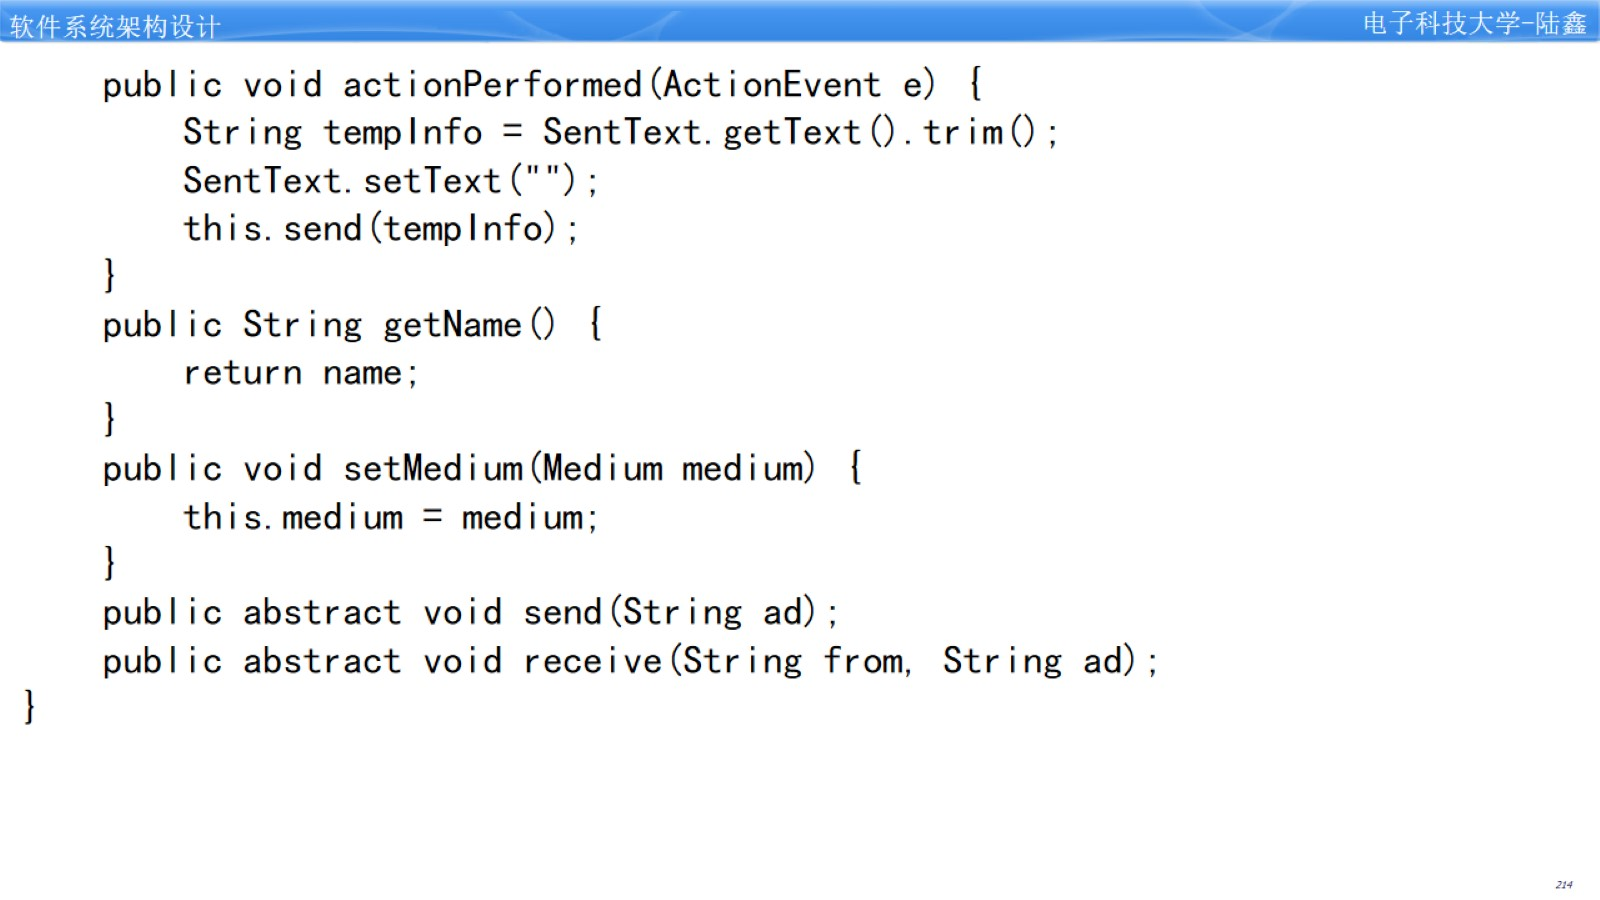 软件系统架构设计
电子科技大学-陆鑫
public void actionPerformed(ActionEvent e) {
String tempInfo = SentText.getText().trim();
SentText.setText("");
this.send(tempInfo);
}
public String getName() {
return name;
}
public void setMedium(Medium medium) {
this.medium = medium;
}
public abstract void send(String ad);
public abstract void receive(String from, String ad);
}
214